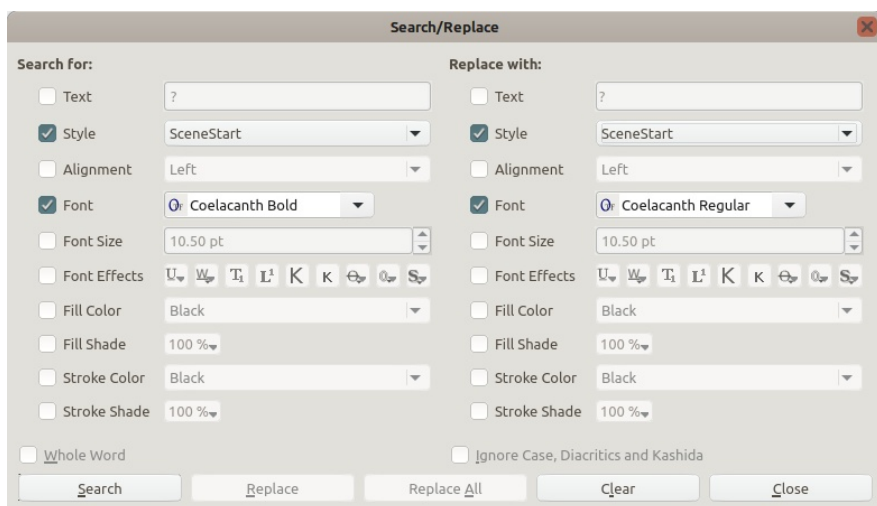 Search/Replace
Search for: Replace with:
Text ? Text ?
Style SceneStart Style SceneStart
Alignment Left Alignment Left
Font Coelacanth Bold Font Coelacanth Regular
Font Size 10.50 pt Font Size 10.50 pt
Font Effects Font Effects
Fill Color Black Fill Color Black
Fill Shade 100 % Fill Shade 100 %
Stroke Color Black Stroke Color Black
Stroke Shade 100 % Stroke Shade 100 %
Whole Word Ignore Case, Diacritics and Kashida
Search Replace Replace All Clear Close